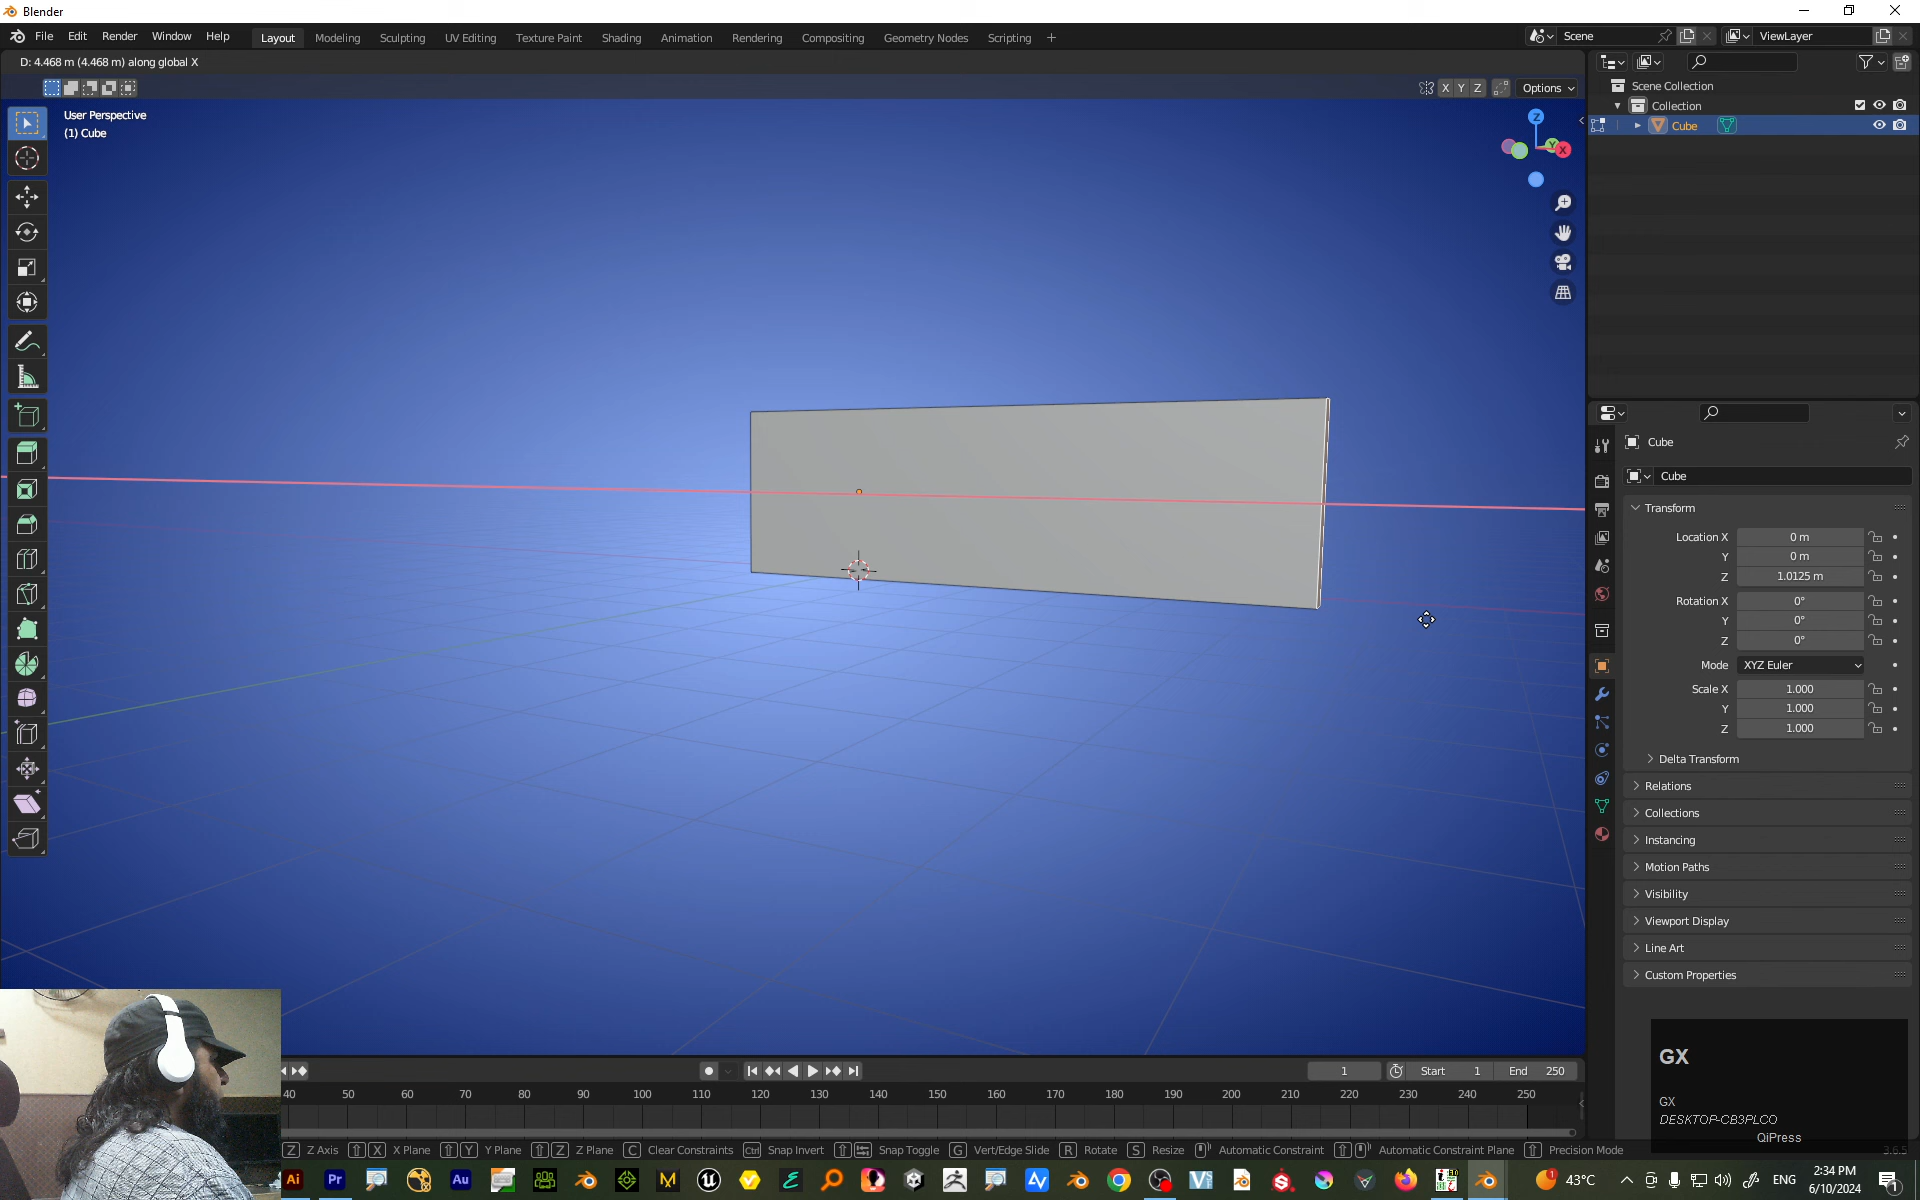 Blender
File Edit Render Window Help Layout Modeling Sculpting UV Editing Texture Paint Shading Animation Rendering Compositing Geometry Nodes Scripting Scene ViewLayer
D: 4.468 m (4.468 m) along global X
X Y Z Options
User Perspective
(1) Cube
Z
Y
X
Scene Collection
Collection
Cube
Cube
Cube
Transform
Location X 0 m
Y 0 m
Z 1.0125 m
Rotation X 0°
Y 0°
Z 0°
Mode XYZ Euler
Scale X 1.000
Y 1.000
Z 1.000
Delta Transform
Relations
Collections
Instancing
Motion Paths
Visibility
Viewport Display
Line Art
Custom Properties
GX
GX
DESKTOP-CB3PLCO
QiPress
1 Start 1 End 250
40 50 60 70 80 90 100 110 120 130 140 150 160 170 180 190 200 210 220 230 240 250
Z Z Axis X X Plane Y Y Plane Z Z Plane C Clear Constraints Ctrl Snap Invert Snap Toggle G Vert/Edge Slide R Rotate S Resize Automatic Constraint Automatic Constraint Plane Precision Mode 3.6.5
Ai Pr Au 43°C ENG
2:34 PM
6/10/2024